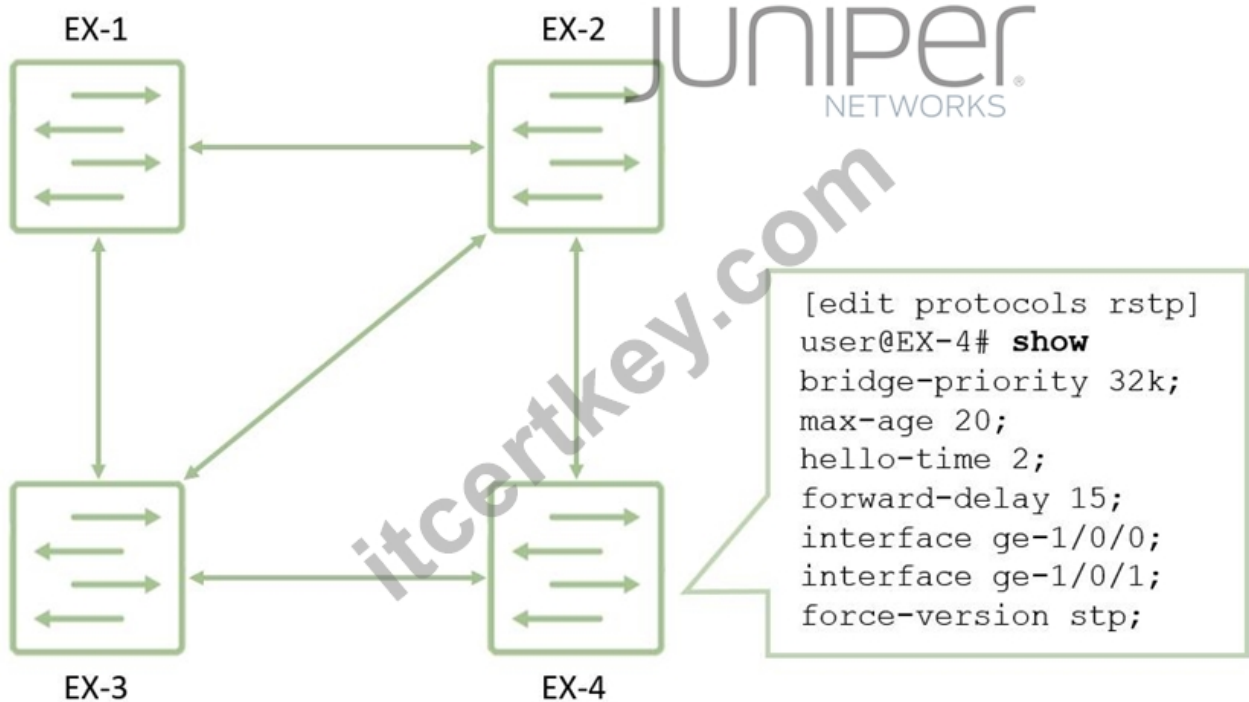 EX-1
EX-2
JUNIPER
NETWORKS
[edit protocols rstp]
user@EX-4# show
bridge-priority 32k;
max-age 20;
hello-time 2;
forward-delay 15;
interface ge-1/0/0;
interface ge-1/0/1;
force-version stp;
itcertkey.com
EX-3
EX-4